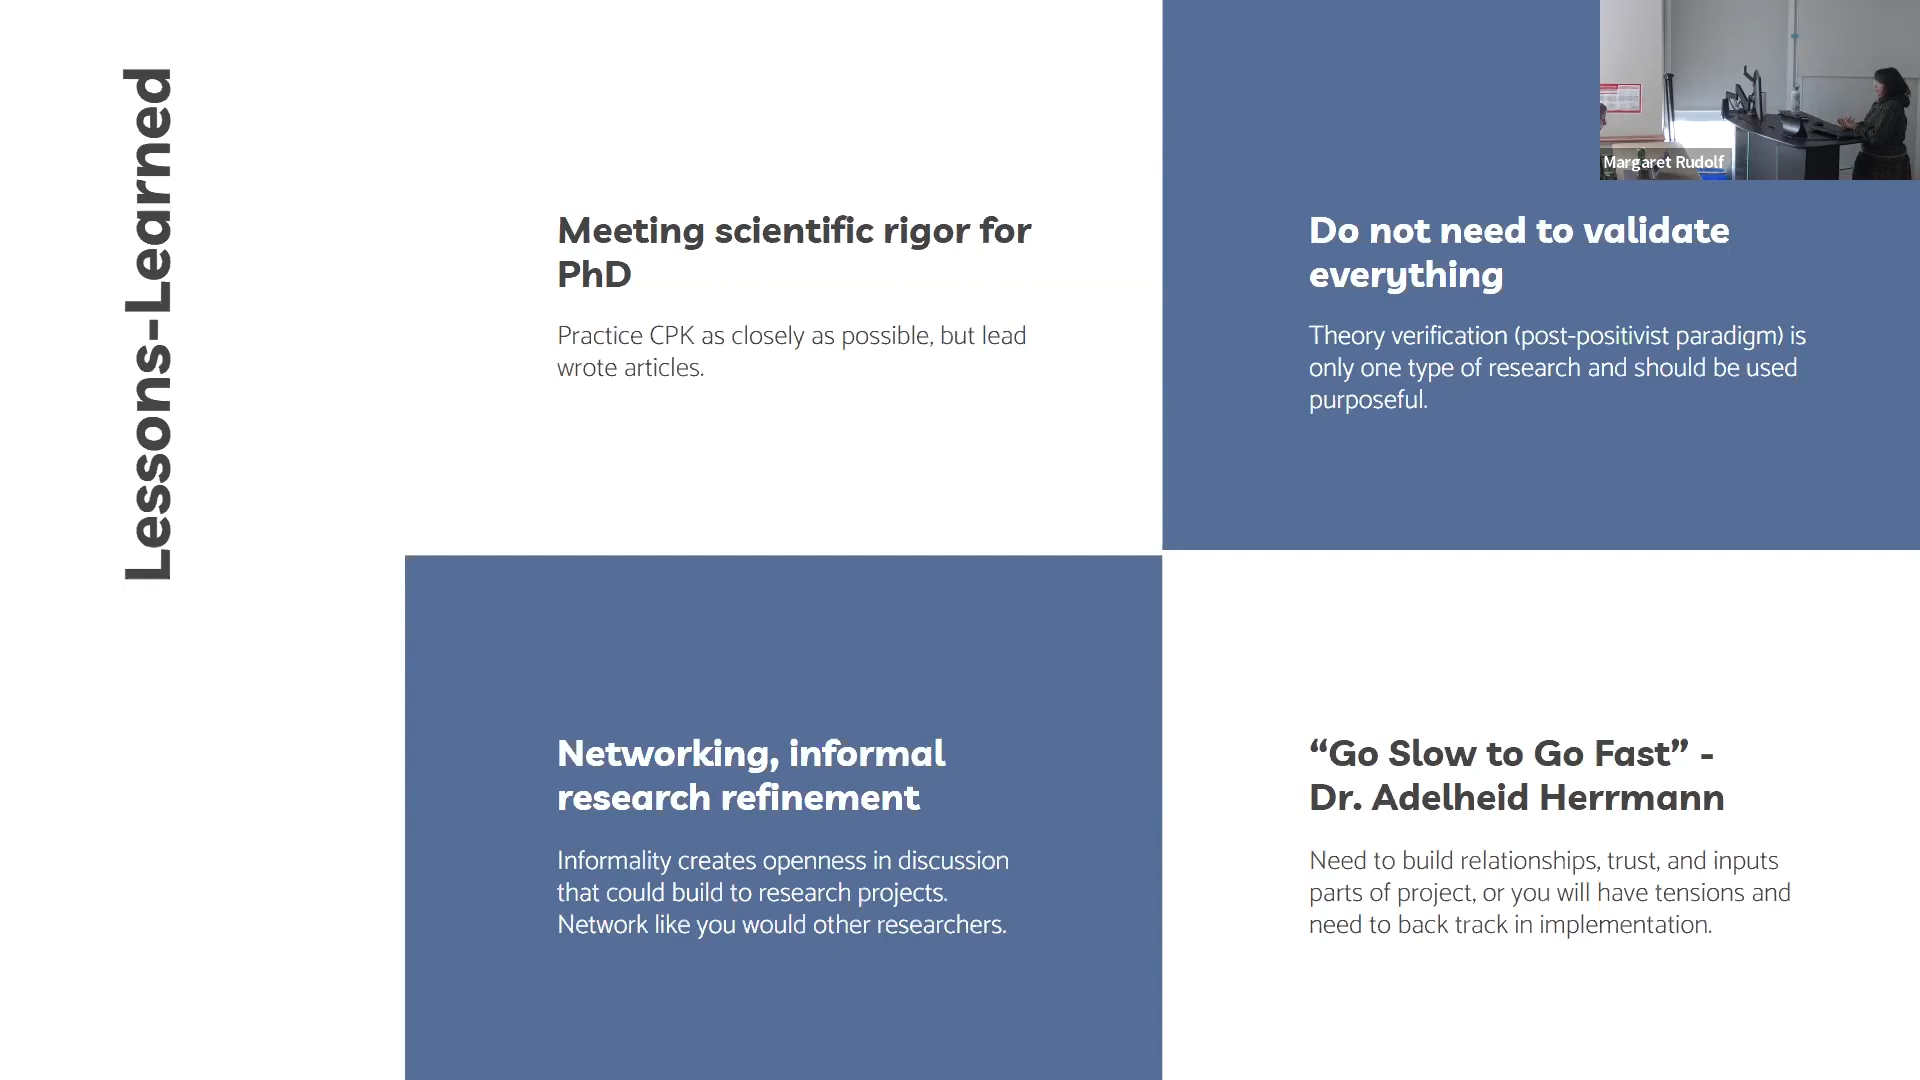 Lessons-Learned
Meeting scientific rigor for
PhD
Practice CPK as closely as possible, but lead
wrote articles.
Do not need to validate
everything
Theory verification (post-positivist paradigm) is
only one type of research and should be used
purposeful.
Networking, informal
research refinement
Informality creates openness in discussion
that could build to research projects.
Network like you would other researchers.
“Go Slow to Go Fast” -
Dr. Adelheid Herrmann
Need to build relationships, trust, and inputs
parts of project, or you will have tensions and
need to back track in implementation.
Margaret Rudolf